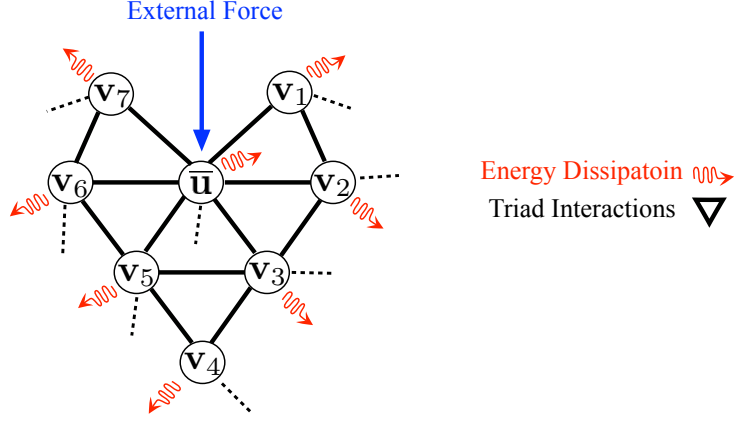 External Force
v₇
v₁
v₆
ū
v₂
Energy Dissipatoin
Triad Interactions
v₅
v₃
v₄